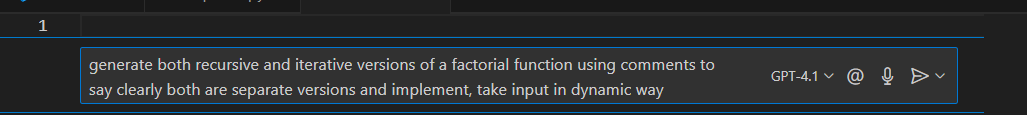 1
generate both recursive and iterative versions of a factorial function using comments to
say clearly both are separate versions and implement, take input in dynamic way
GPT-4.1